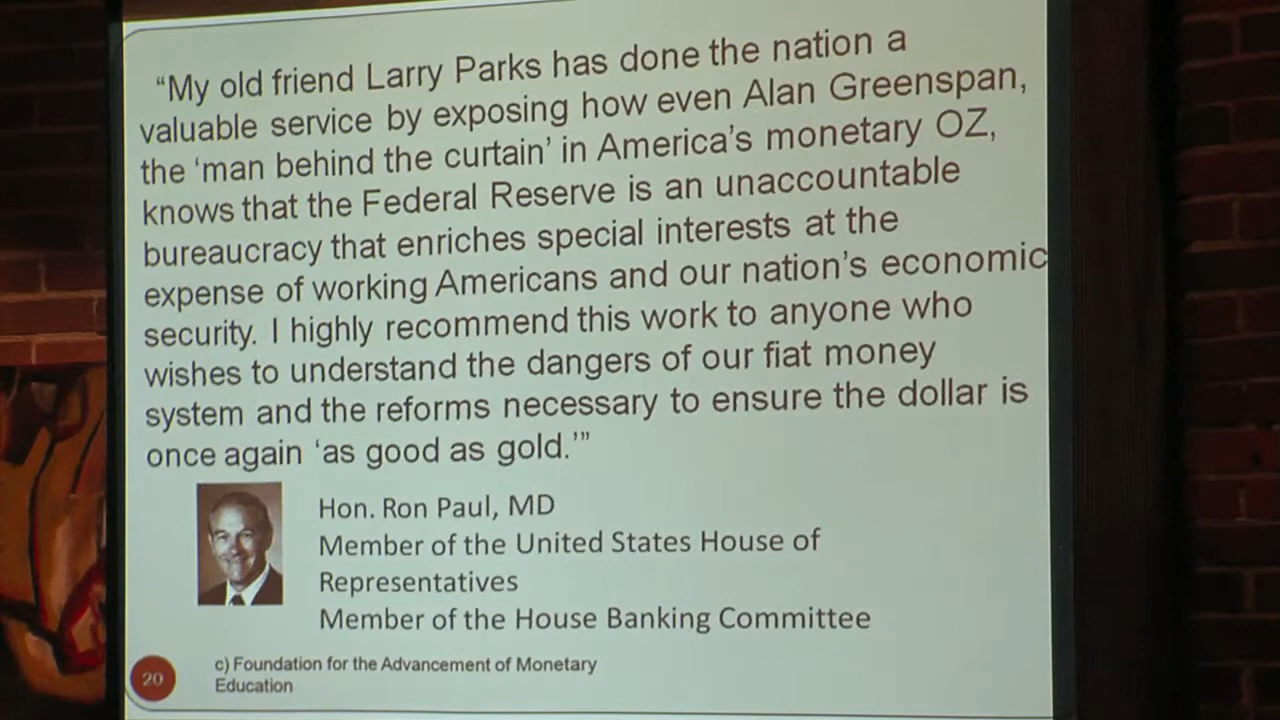 “My old friend Larry Parks has done the nation a
valuable service by exposing how even Alan Greenspan,
the ‘man behind the curtain’ in America’s monetary OZ,
knows that the Federal Reserve is an unaccountable
bureaucracy that enriches special interests at the
expense of working Americans and our nation’s economic
security. I highly recommend this work to anyone who
wishes to understand the dangers of our fiat money
system and the reforms necessary to ensure the dollar is
once again ‘as good as gold.’”
Hon. Ron Paul, MD
Member of the United States House of
Representatives
Member of the House Banking Committee
20
c) Foundation for the Advancement of Monetary
Education